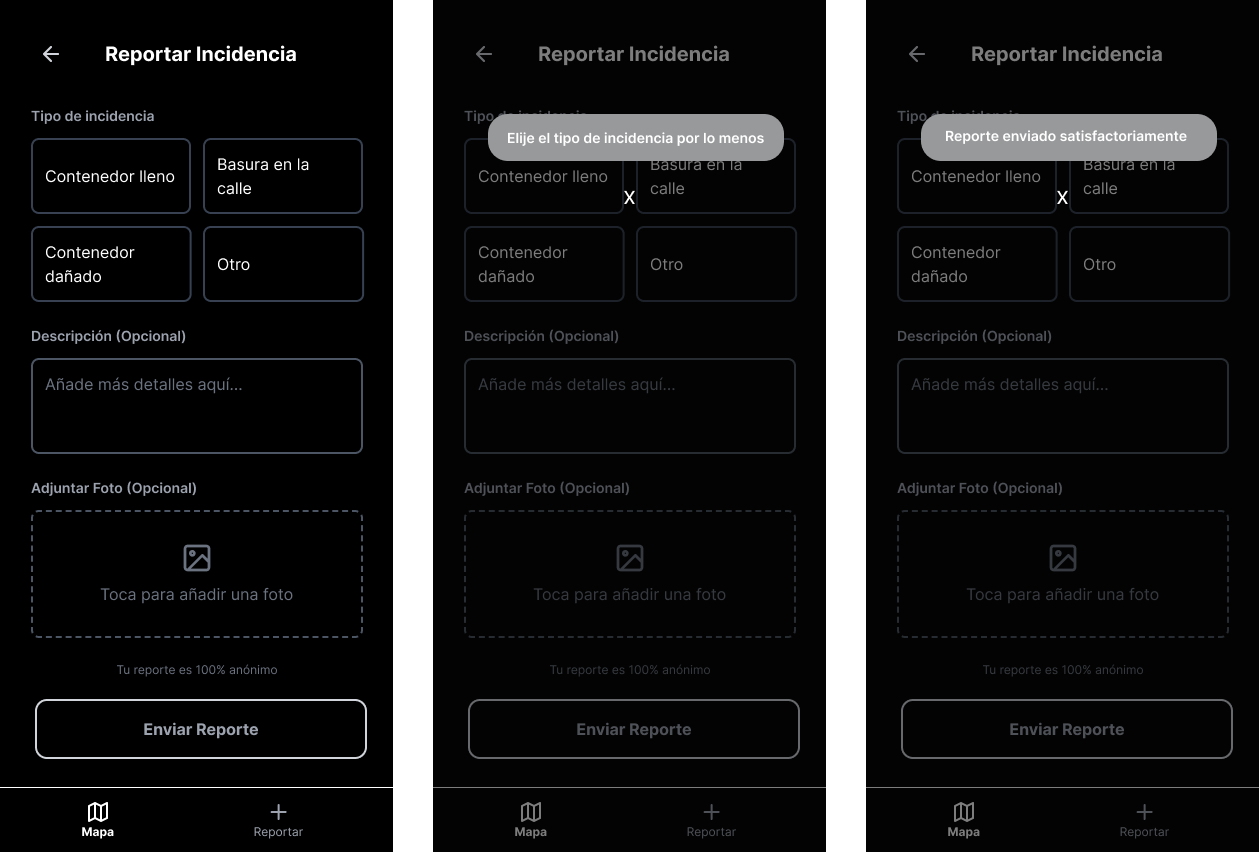 Reportar Incidencia
Tipo de incidencia
Contenedor lleno
Basura en la
calle
Contenedor
dañado
Otro
Descripción (Opcional)
Añade más detalles aquí...
Adjuntar Foto (Opcional)
Toca para añadir una foto
Tu reporte es 100% anónimo
Enviar Reporte
Mapa
Reportar
Reportar Incidencia
Tipo de incidencia
Elije el tipo de incidencia por lo menos
Contenedor lleno
Basura en la
calle
X
Contenedor
dañado
Otro
Descripción (Opcional)
Añade más detalles aquí...
Adjuntar Foto (Opcional)
Toca para añadir una foto
Tu reporte es 100% anónimo
Enviar Reporte
Mapa
Reportar
Reportar Incidencia
Tipo de incidencia
Reporte enviado satisfactoriamente
Contenedor lleno
Basura en la
calle
X
Contenedor
dañado
Otro
Descripción (Opcional)
Añade más detalles aquí...
Adjuntar Foto (Opcional)
Toca para añadir una foto
Tu reporte es 100% anónimo
Enviar Reporte
Mapa
Reportar